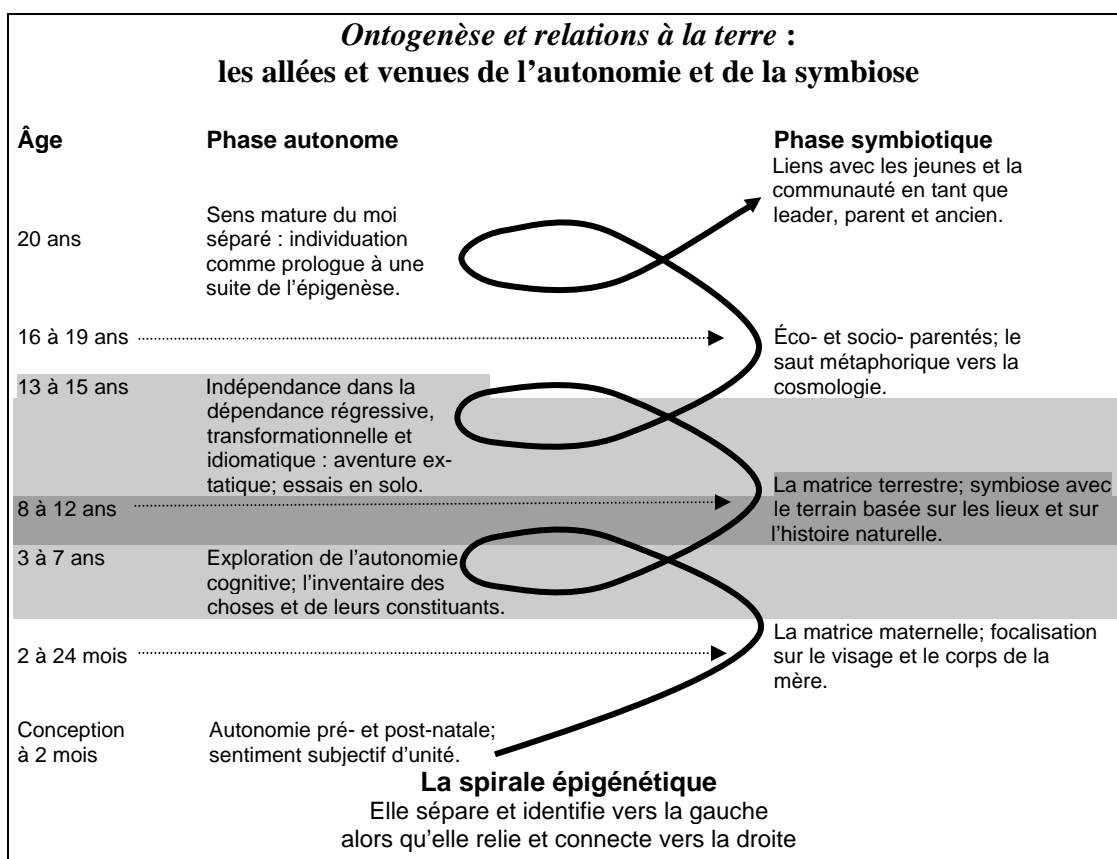 Ontogenèse et relations à la terre :
les allées et venues de l'autonomie et de la symbiose
Âge
Phase autonome
Phase symbiotique
Liens avec les jeunes et la
communauté en tant que
leader, parent et ancien.
20 ans
Sens mature du moi
séparé : individuation
comme prologue à une
suite de l'épigenèse.
16 à 19 ans
Éco- et socio- parentés; le
saut métaphorique vers la
cosmologie.
13 à 15 ans
Indépendance dans la
dépendance régressive,
transformationnelle et
idiomatique : aventure ex-
tatique; essais en solo.
8 à 12 ans
La matrice terrestre; symbiose avec
le terrain basée sur les lieux et sur
l'histoire naturelle.
3 à 7 ans
Exploration de l'autonomie
cognitive; l'inventaire des
choses et de leurs constituants.
2 à 24 mois
La matrice maternelle; focalisation
sur le visage et le corps de la
mère.
Conception
à 2 mois
Autonomie pré- et post-natale;
sentiment subjectif d'unité.
La spirale épigénétique
Elle sépare et identifie vers la gauche
alors qu'elle relie et connecte vers la droite